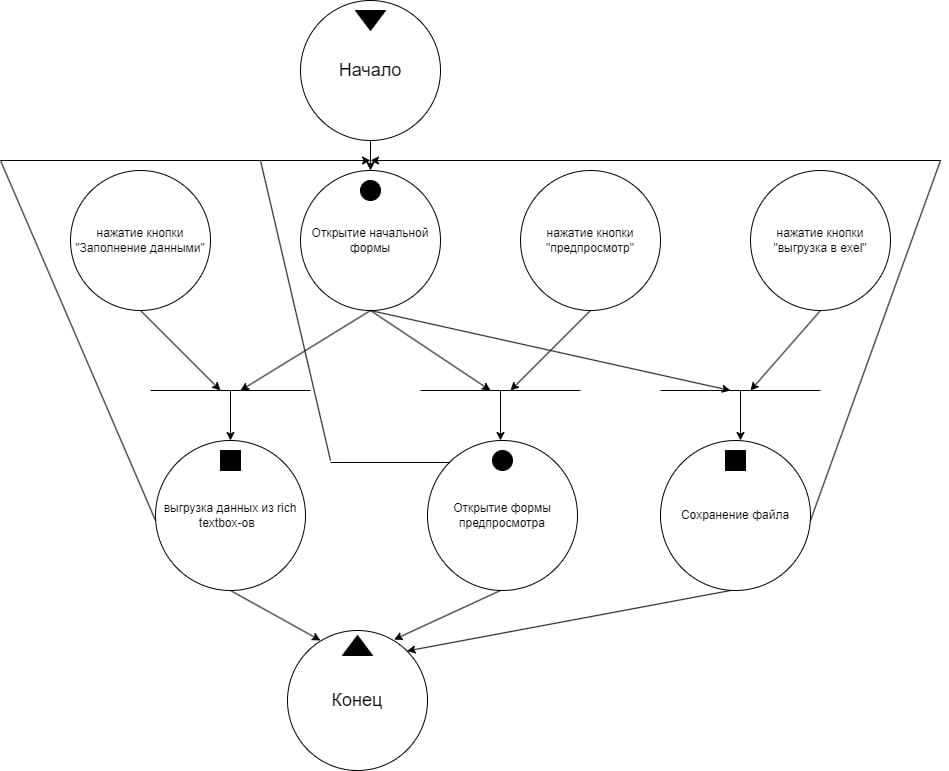 Начало
нажатие кнопки
"Заполнение данными"
Открытие начальной
формы
нажатие кнопки
"предпросмотр"
нажатие кнопки
"выгрузка в exel"
выгрузка данных из rich
textbox-ов
Открытие формы
предпросмотра
Сохранение файла
Конец